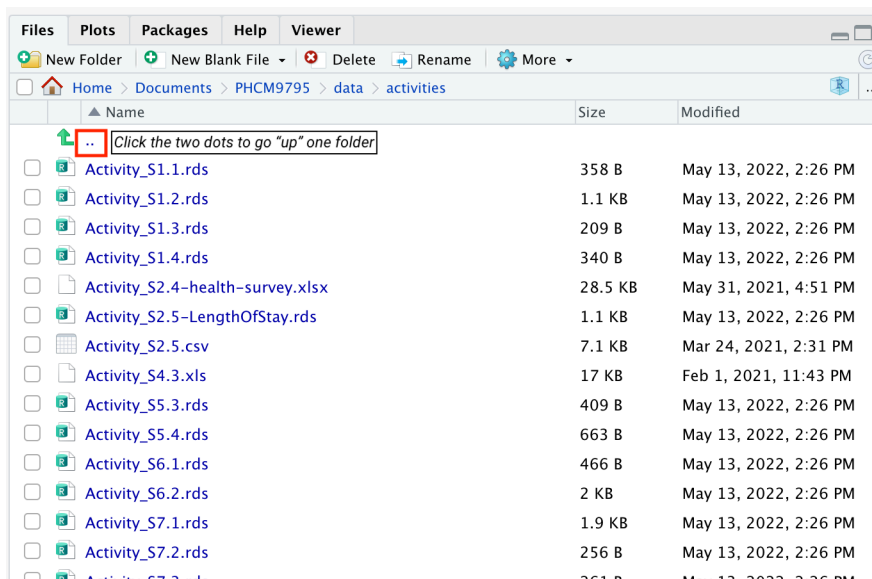 Files Plots Packages Help Viewer
New Folder New Blank File Delete Rename More
Home > Documents > PHCM9795 > data > activities R ..
Name Size Modified
.. Click the two dots to go “up” one folder
Activity_S1.1.rds 358 B May 13, 2022, 2:26 PM
Activity_S1.2.rds 1.1 KB May 13, 2022, 2:26 PM
Activity_S1.3.rds 209 B May 13, 2022, 2:26 PM
Activity_S1.4.rds 340 B May 13, 2022, 2:26 PM
Activity_S2.4-health-survey.xlsx 28.5 KB May 31, 2021, 4:51 PM
Activity_S2.5-LengthOfStay.rds 1.1 KB May 13, 2022, 2:26 PM
Activity_S2.5.csv 7.1 KB Mar 24, 2021, 2:31 PM
Activity_S4.3.xls 17 KB Feb 1, 2021, 11:43 PM
Activity_S5.3.rds 409 B May 13, 2022, 2:26 PM
Activity_S5.4.rds 663 B May 13, 2022, 2:26 PM
Activity_S6.1.rds 466 B May 13, 2022, 2:26 PM
Activity_S6.2.rds 2 KB May 13, 2022, 2:26 PM
Activity_S7.1.rds 1.9 KB May 13, 2022, 2:26 PM
Activity_S7.2.rds 256 B May 13, 2022, 2:26 PM